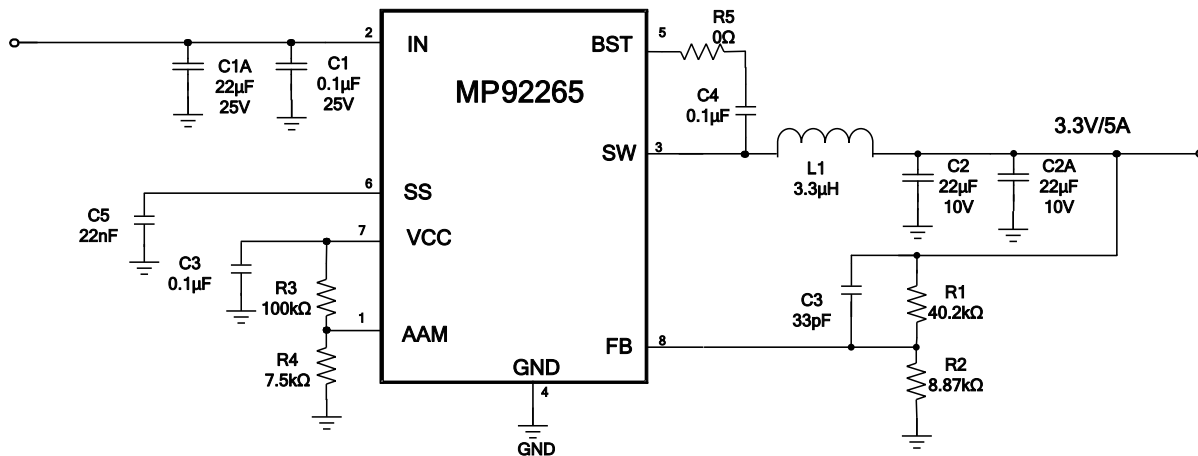 2
IN
C1A
22µF
25V
C1
0.1µF
25V
MP92265
BST
5
R5
0Ω
C4
0.1µF
SW
3
L1
3.3µH
3.3V/5A
C2
22µF
10V
C2A
22µF
10V
6
SS
C5
22nF
7
VCC
C3
0.1µF
R3
100kΩ
1
AAM
R4
7.5kΩ
C3
33pF
R1
40.2kΩ
FB
8
R2
8.87kΩ
GND
4
GND